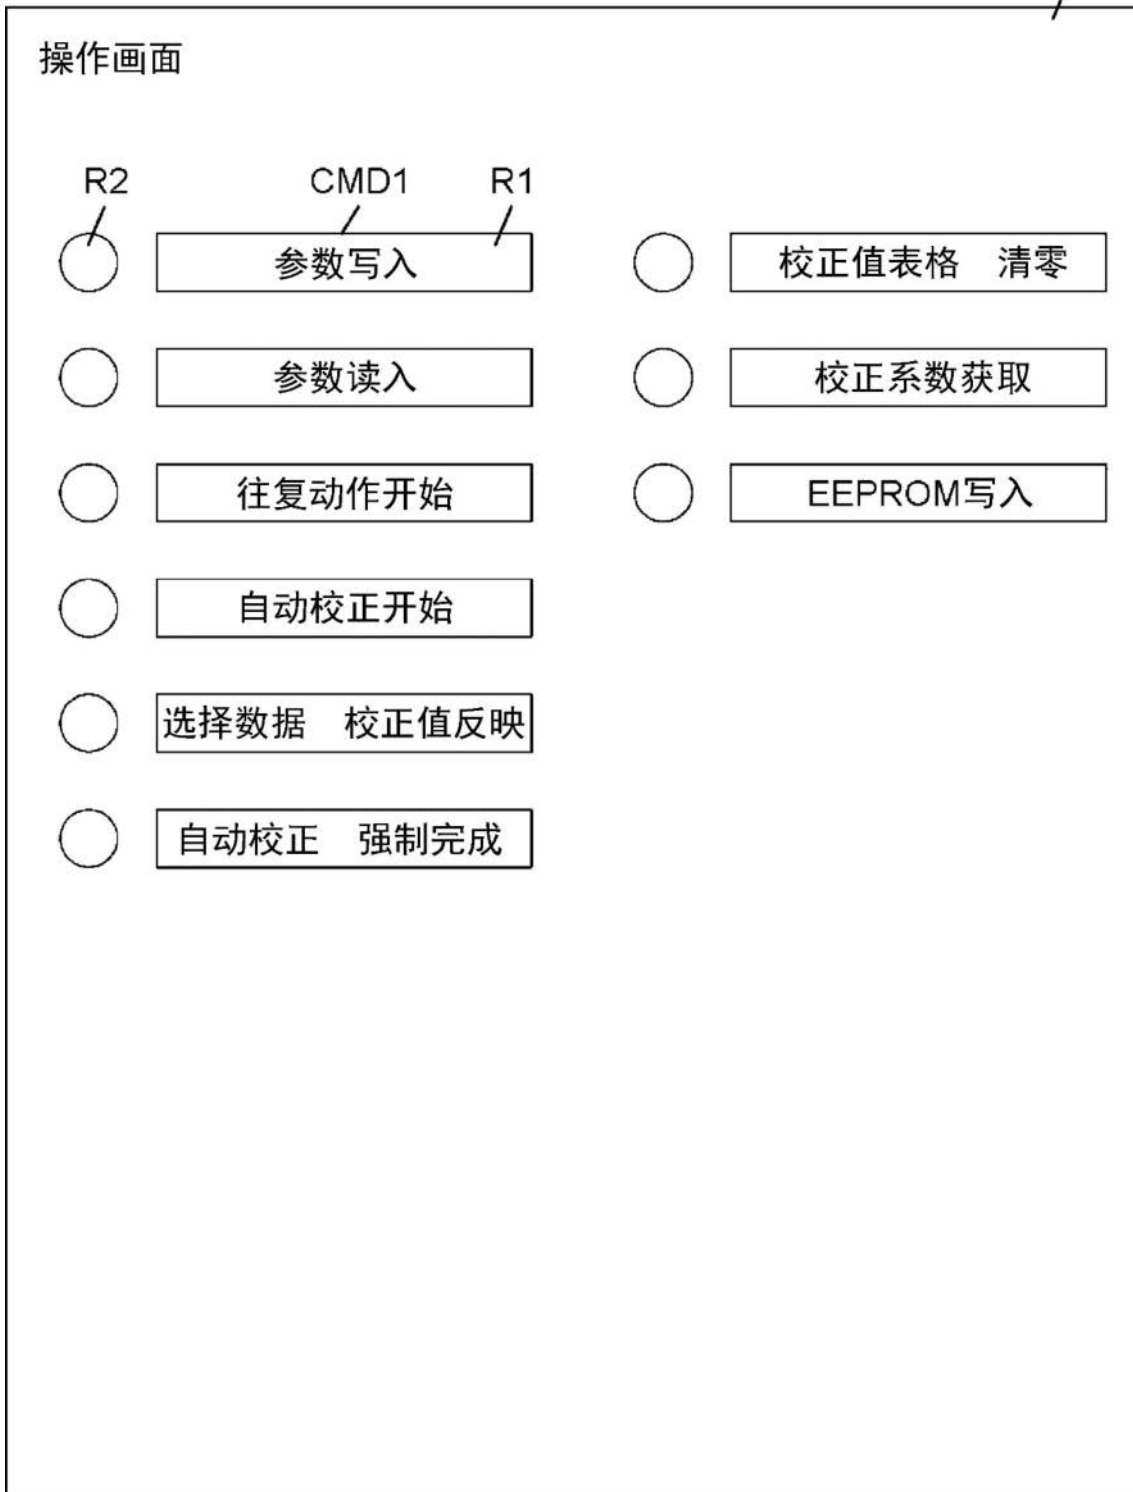 操作画面
R2 CMD1 R1
参数写入 校正值表格 清零
参数读入 校正系数获取
往复动作开始 EEPROM写入
自动校正开始
选择数据 校正值反映
自动校正 强制完成